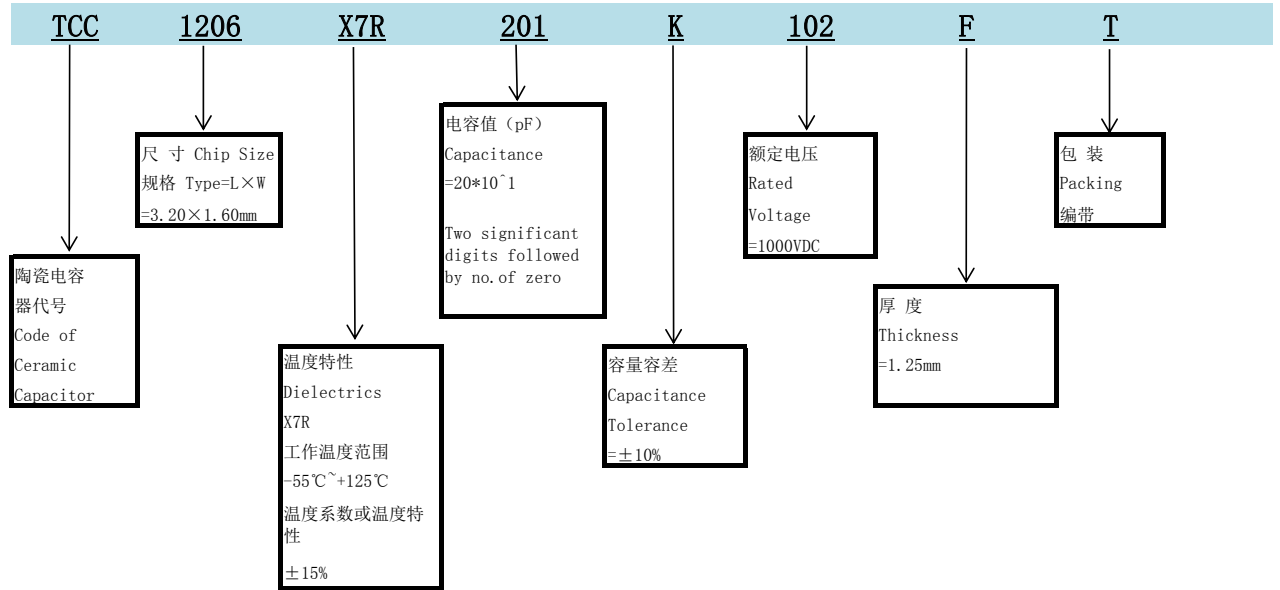 TCC 1206 X7R 201 K 102 F T
陶瓷电容
器代号
Code of
Ceramic
Capacitor
尺 寸 Chip Size
规格 Type=L×W
=3.20×1.60mm
温度特性
Dielectrics
X7R
工作温度范围
-55℃~+125℃
温度系数或温度特
性
±15%
电容值（pF）
Capacitance
=20*10^1
Two significant
digits followed
by no.of zero
容量容差
Capacitance
Tolerance
=±10%
额定电压
Rated
Voltage
=1000VDC
厚 度
Thickness
=1.25mm
包 装
Packing
编带